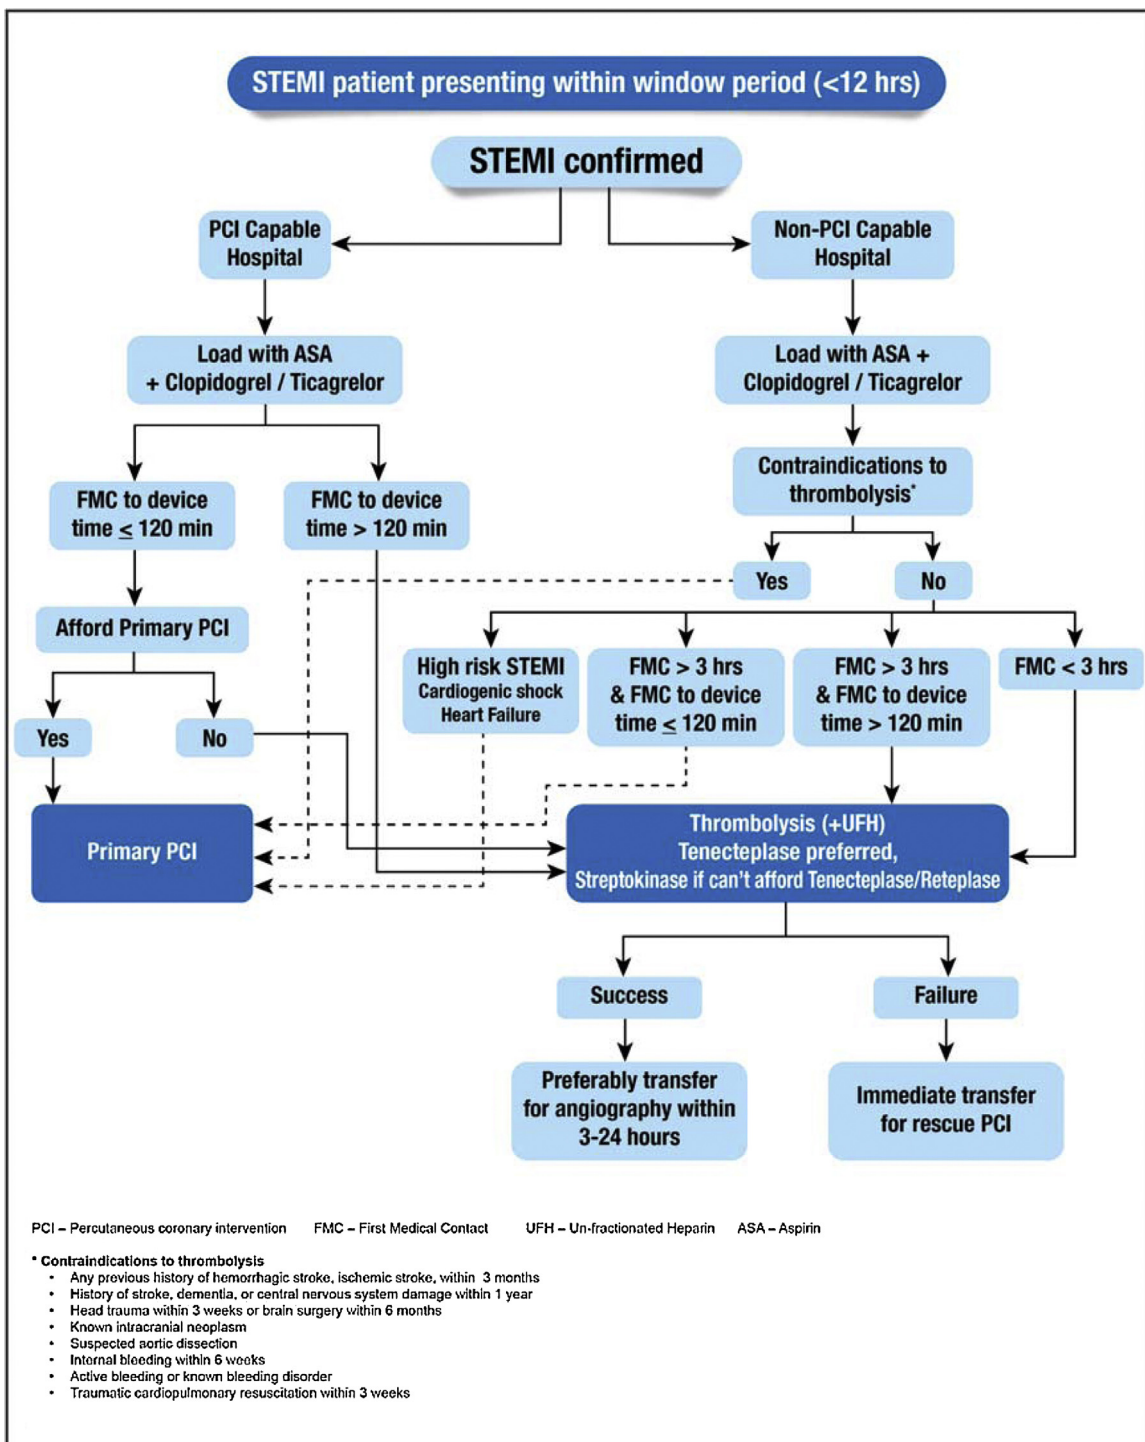 STEMI patient presenting within window period (<12 hrs)
STEMI confirmed
PCI Capable
Hospital
Non-PCI Capable
Hospital
Load with ASA
+ Clopidogrel / Ticagrelor
Load with ASA +
Clopidogrel / Ticagrelor
Contraindications to
thrombolysis*
FMC to device
time ≤ 120 min
FMC to device
time > 120 min
Yes
No
Afford Primary PCI
High risk STEMI
Cardiogenic shock
Heart Failure
FMC > 3 hrs
& FMC to device
time ≤ 120 min
FMC > 3 hrs
& FMC to device
time > 120 min
FMC < 3 hrs
Yes
No
Primary PCI
Thrombolysis (+UFH)
Tenecteplase preferred,
Streptokinase if can't afford Tenecteplase/Reteplase
Success
Failure
Preferably transfer
for angiography within
3-24 hours
Immediate transfer
for rescue PCI
PCI – Percutaneous coronary intervention FMC – First Medical Contact UFH – Un-fractionated Heparin ASA – Aspirin
* Contraindications to thrombolysis
• Any previous history of hemorrhagic stroke, ischemic stroke, within 3 months
• History of stroke, dementia, or central nervous system damage within 1 year
• Head trauma within 3 weeks or brain surgery within 6 months
• Known intracranial neoplasm
• Suspected aortic dissection
• Internal bleeding within 6 weeks
• Active bleeding or known bleeding disorder
• Traumatic cardiopulmonary resuscitation within 3 weeks